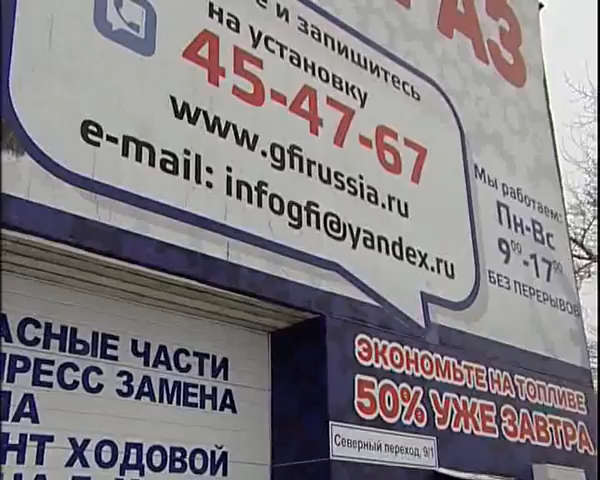 АЗ
е и запишитесь
на установку
45-47-67
www.gfirussia.ru
e-mail: infogfi@yandex.ru
Мы работаем:
Пн-Вс
9⁰⁰-17⁰⁰
БЕЗ ПЕРЕРЫВОВ
ЭКОНОМЬТЕ НА ТОПЛИВЕ
50% УЖЕ ЗАВТРА
Северный переход, 9/1
АСНЫЕ ЧАСТИ
ПРЕСС ЗАМЕНА
ЛА
НТ ХОДОВОЙ